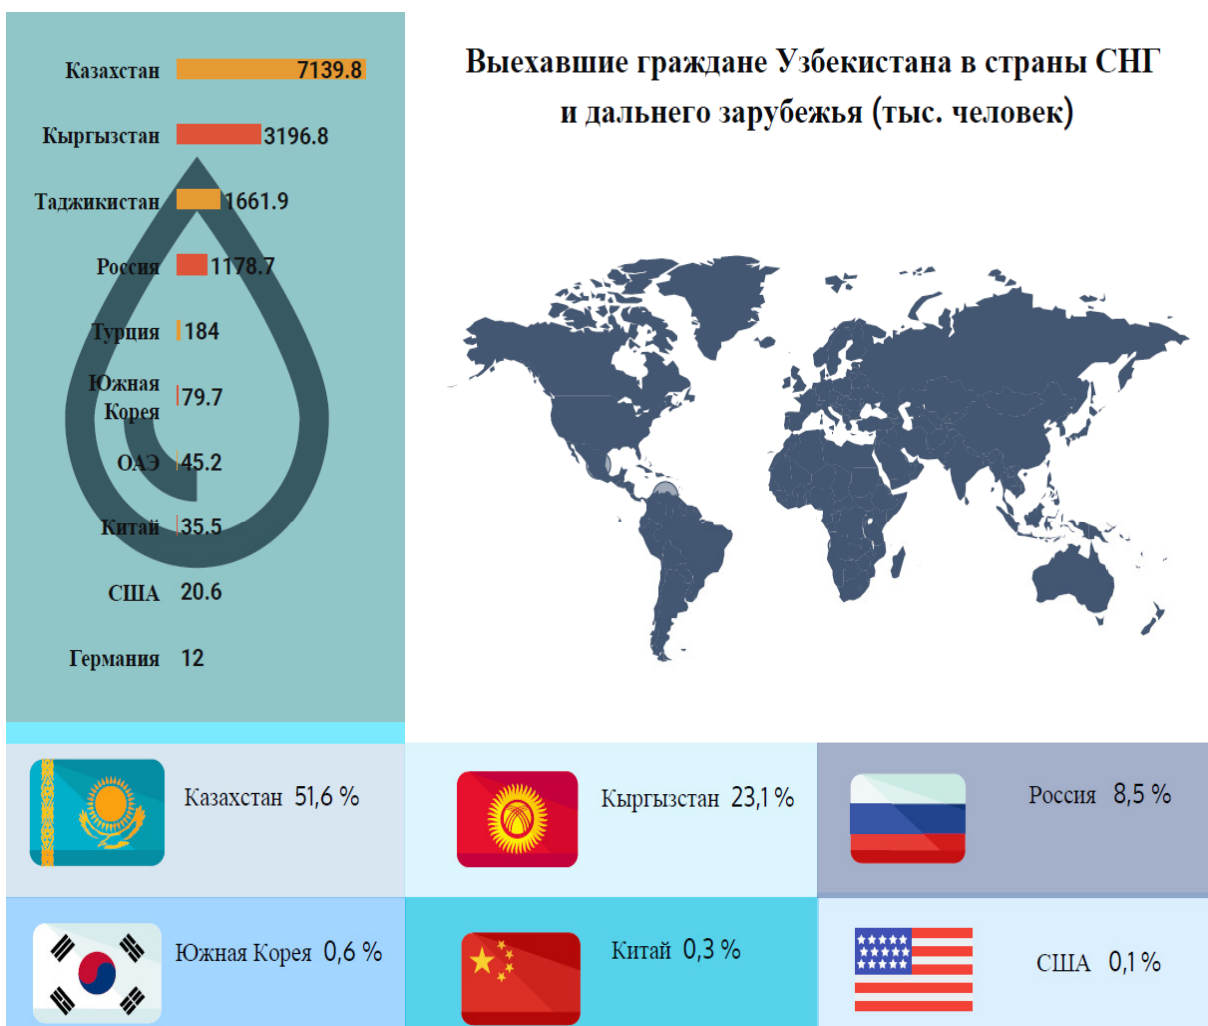 Выехавшие граждане Узбекистана в страны СНГ
и дальнего зарубежья (тыс. человек)
Казахстан 7139.8
Кыргызстан 3196.8
Таджикистан 1661.9
Россия 1178.7
Турция 184
Южная
Корея 79.7
ОАЭ 45.2
Китай 35.5
США 20.6
Германия 12
Казахстан 51,6 %
Кыргызстан 23,1 %
Россия 8,5 %
Южная Корея 0,6 %
Китай 0,3 %
США 0,1 %